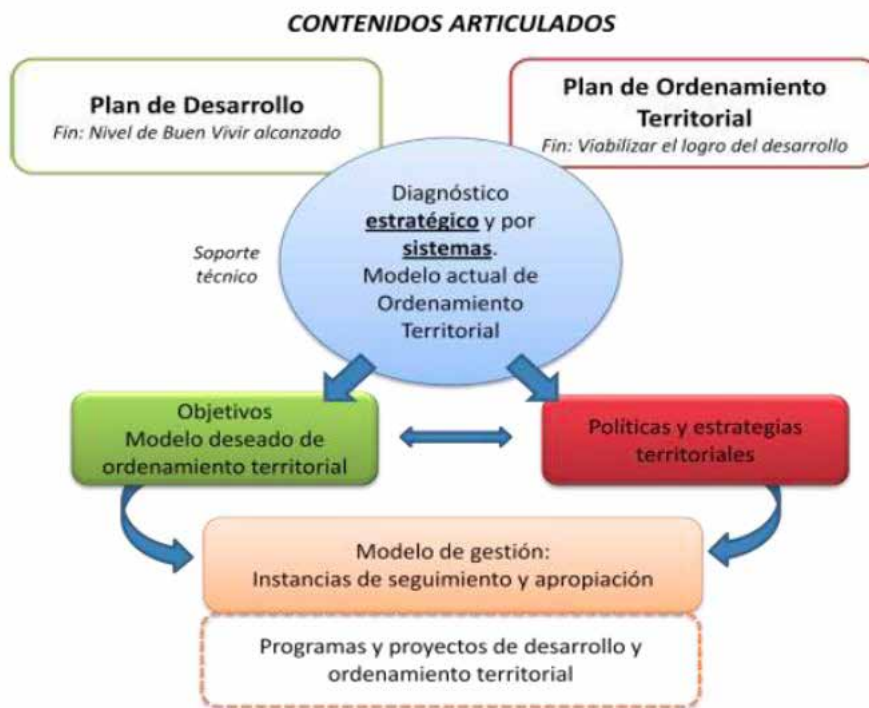 CONTENIDOS ARTICULADOS
Plan de Desarrollo
Fin: Nivel de Buen Vivir alcanzado
Plan de Ordenamiento
Territorial
Fin: Viabilizar el logro del desarrollo
Diagnóstico
estratégico y por
sistemas.
Modelo actual de
Ordenamiento
Territorial
Soporte
técnico
Objetivos
Modelo deseado de
ordenamiento territorial
Políticas y estrategias
territoriales
Modelo de gestión:
Instancias de seguimiento y apropiación
Programas y proyectos de desarrollo y
ordenamiento territorial